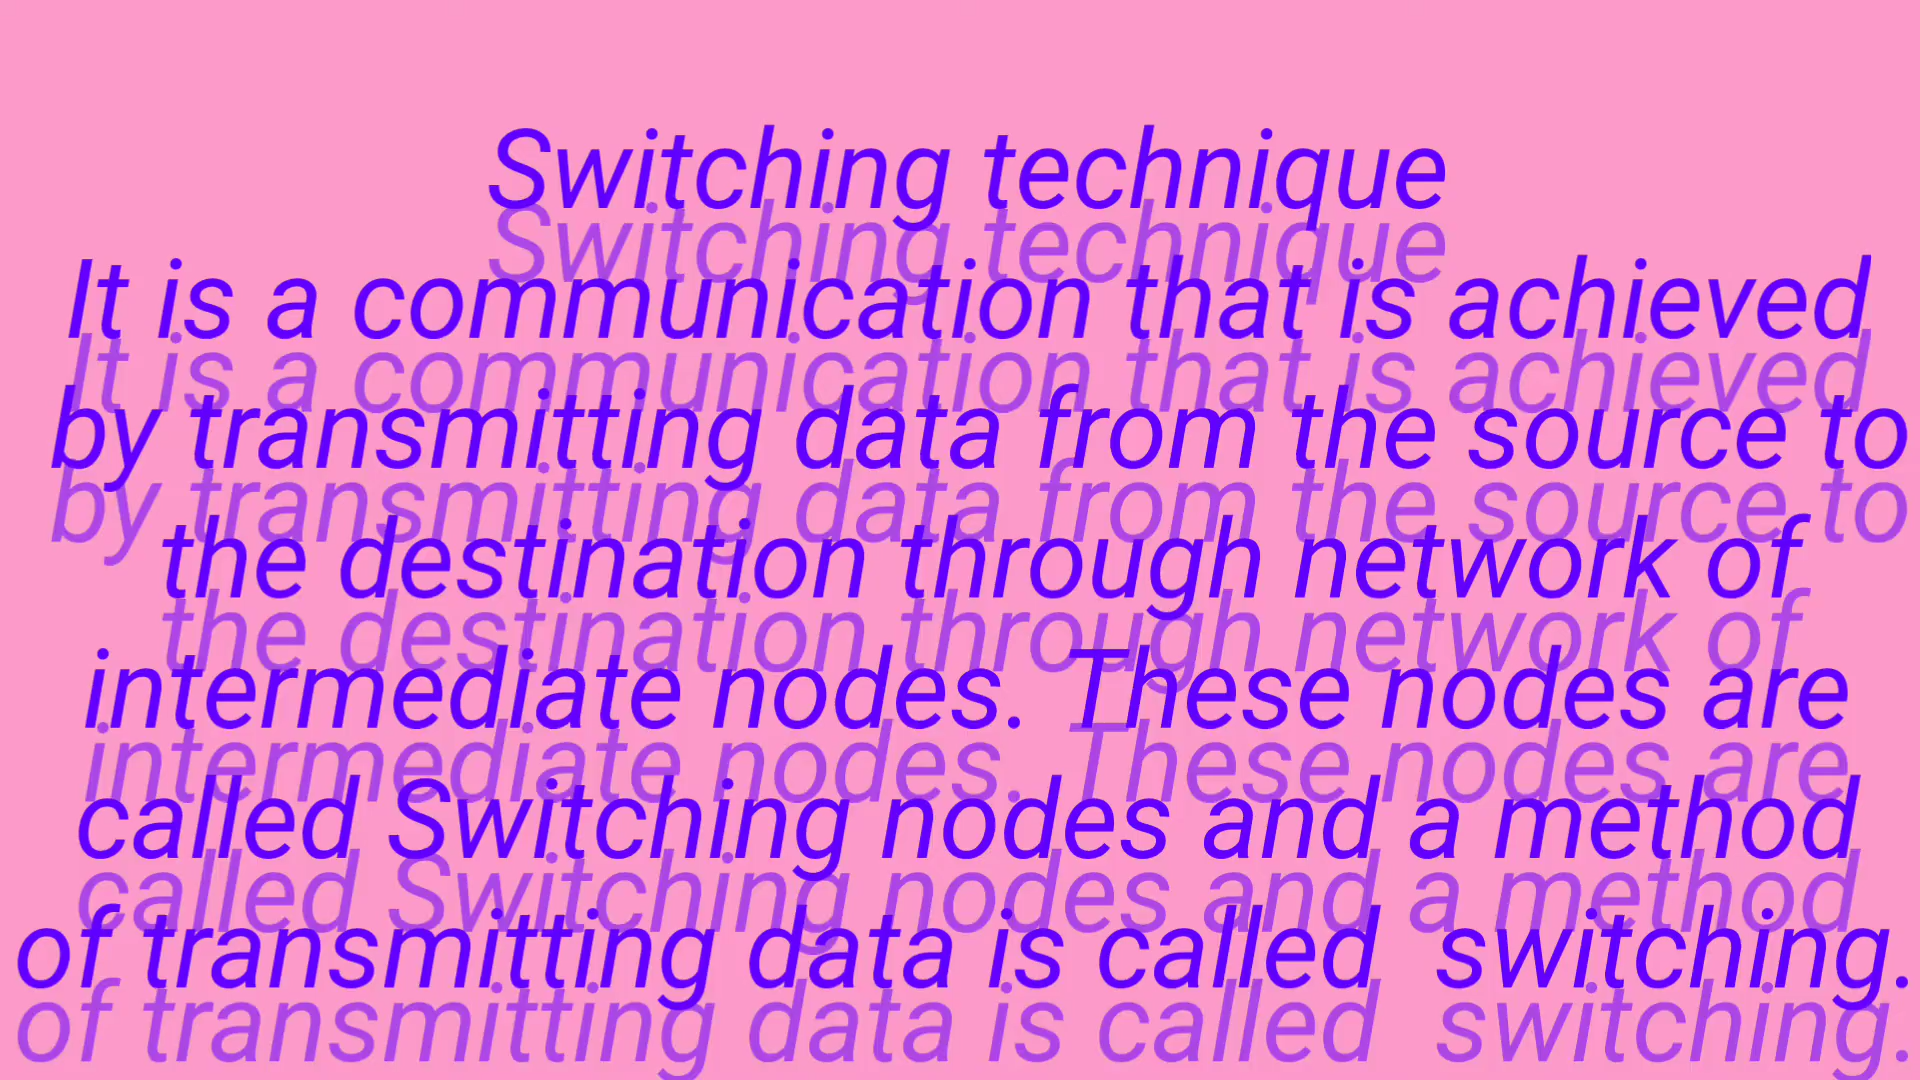 Switching technique
It is a communication that is achieved
by transmitting data from the source to
the destination through network of
intermediate nodes. These nodes are
called Switching nodes and a method
of transmitting data is called  switching.